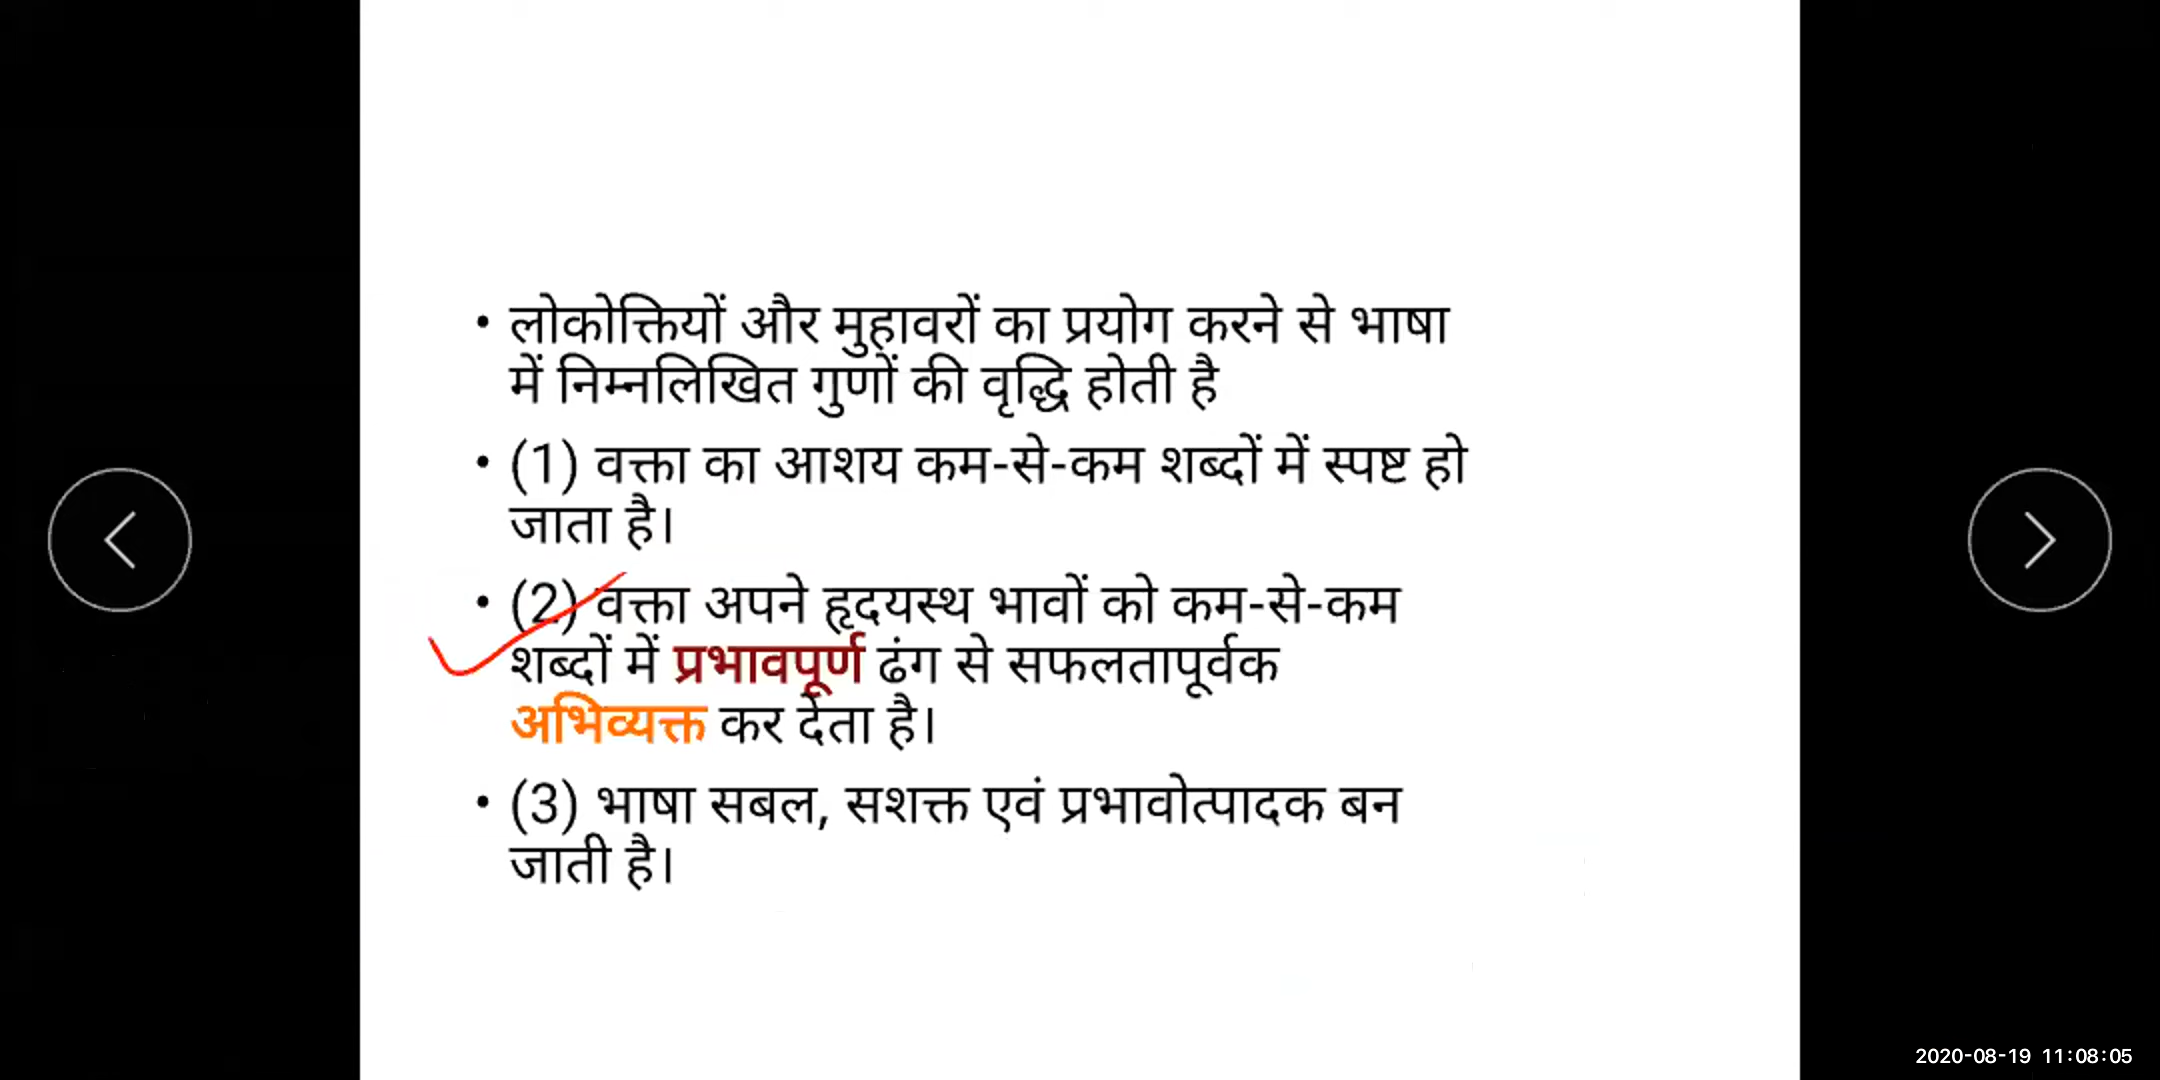 • लोकोक्तियों और मुहावरों का प्रयोग करने से भाषा
में निम्नलिखित गुणों की वृद्धि होती है
• (1) वक्ता का आशय कम-से-कम शब्दों में स्पष्ट हो
जाता है।
• (2) वक्ता अपने हृदयस्थ भावों को कम-से-कम
शब्दों में प्रभावपूर्ण ढंग से सफलतापूर्वक
अभिव्यक्त कर देता है।
• (3) भाषा सबल, सशक्त एवं प्रभावोत्पादक बन
जाती है।
2020-08-19 11:08:05